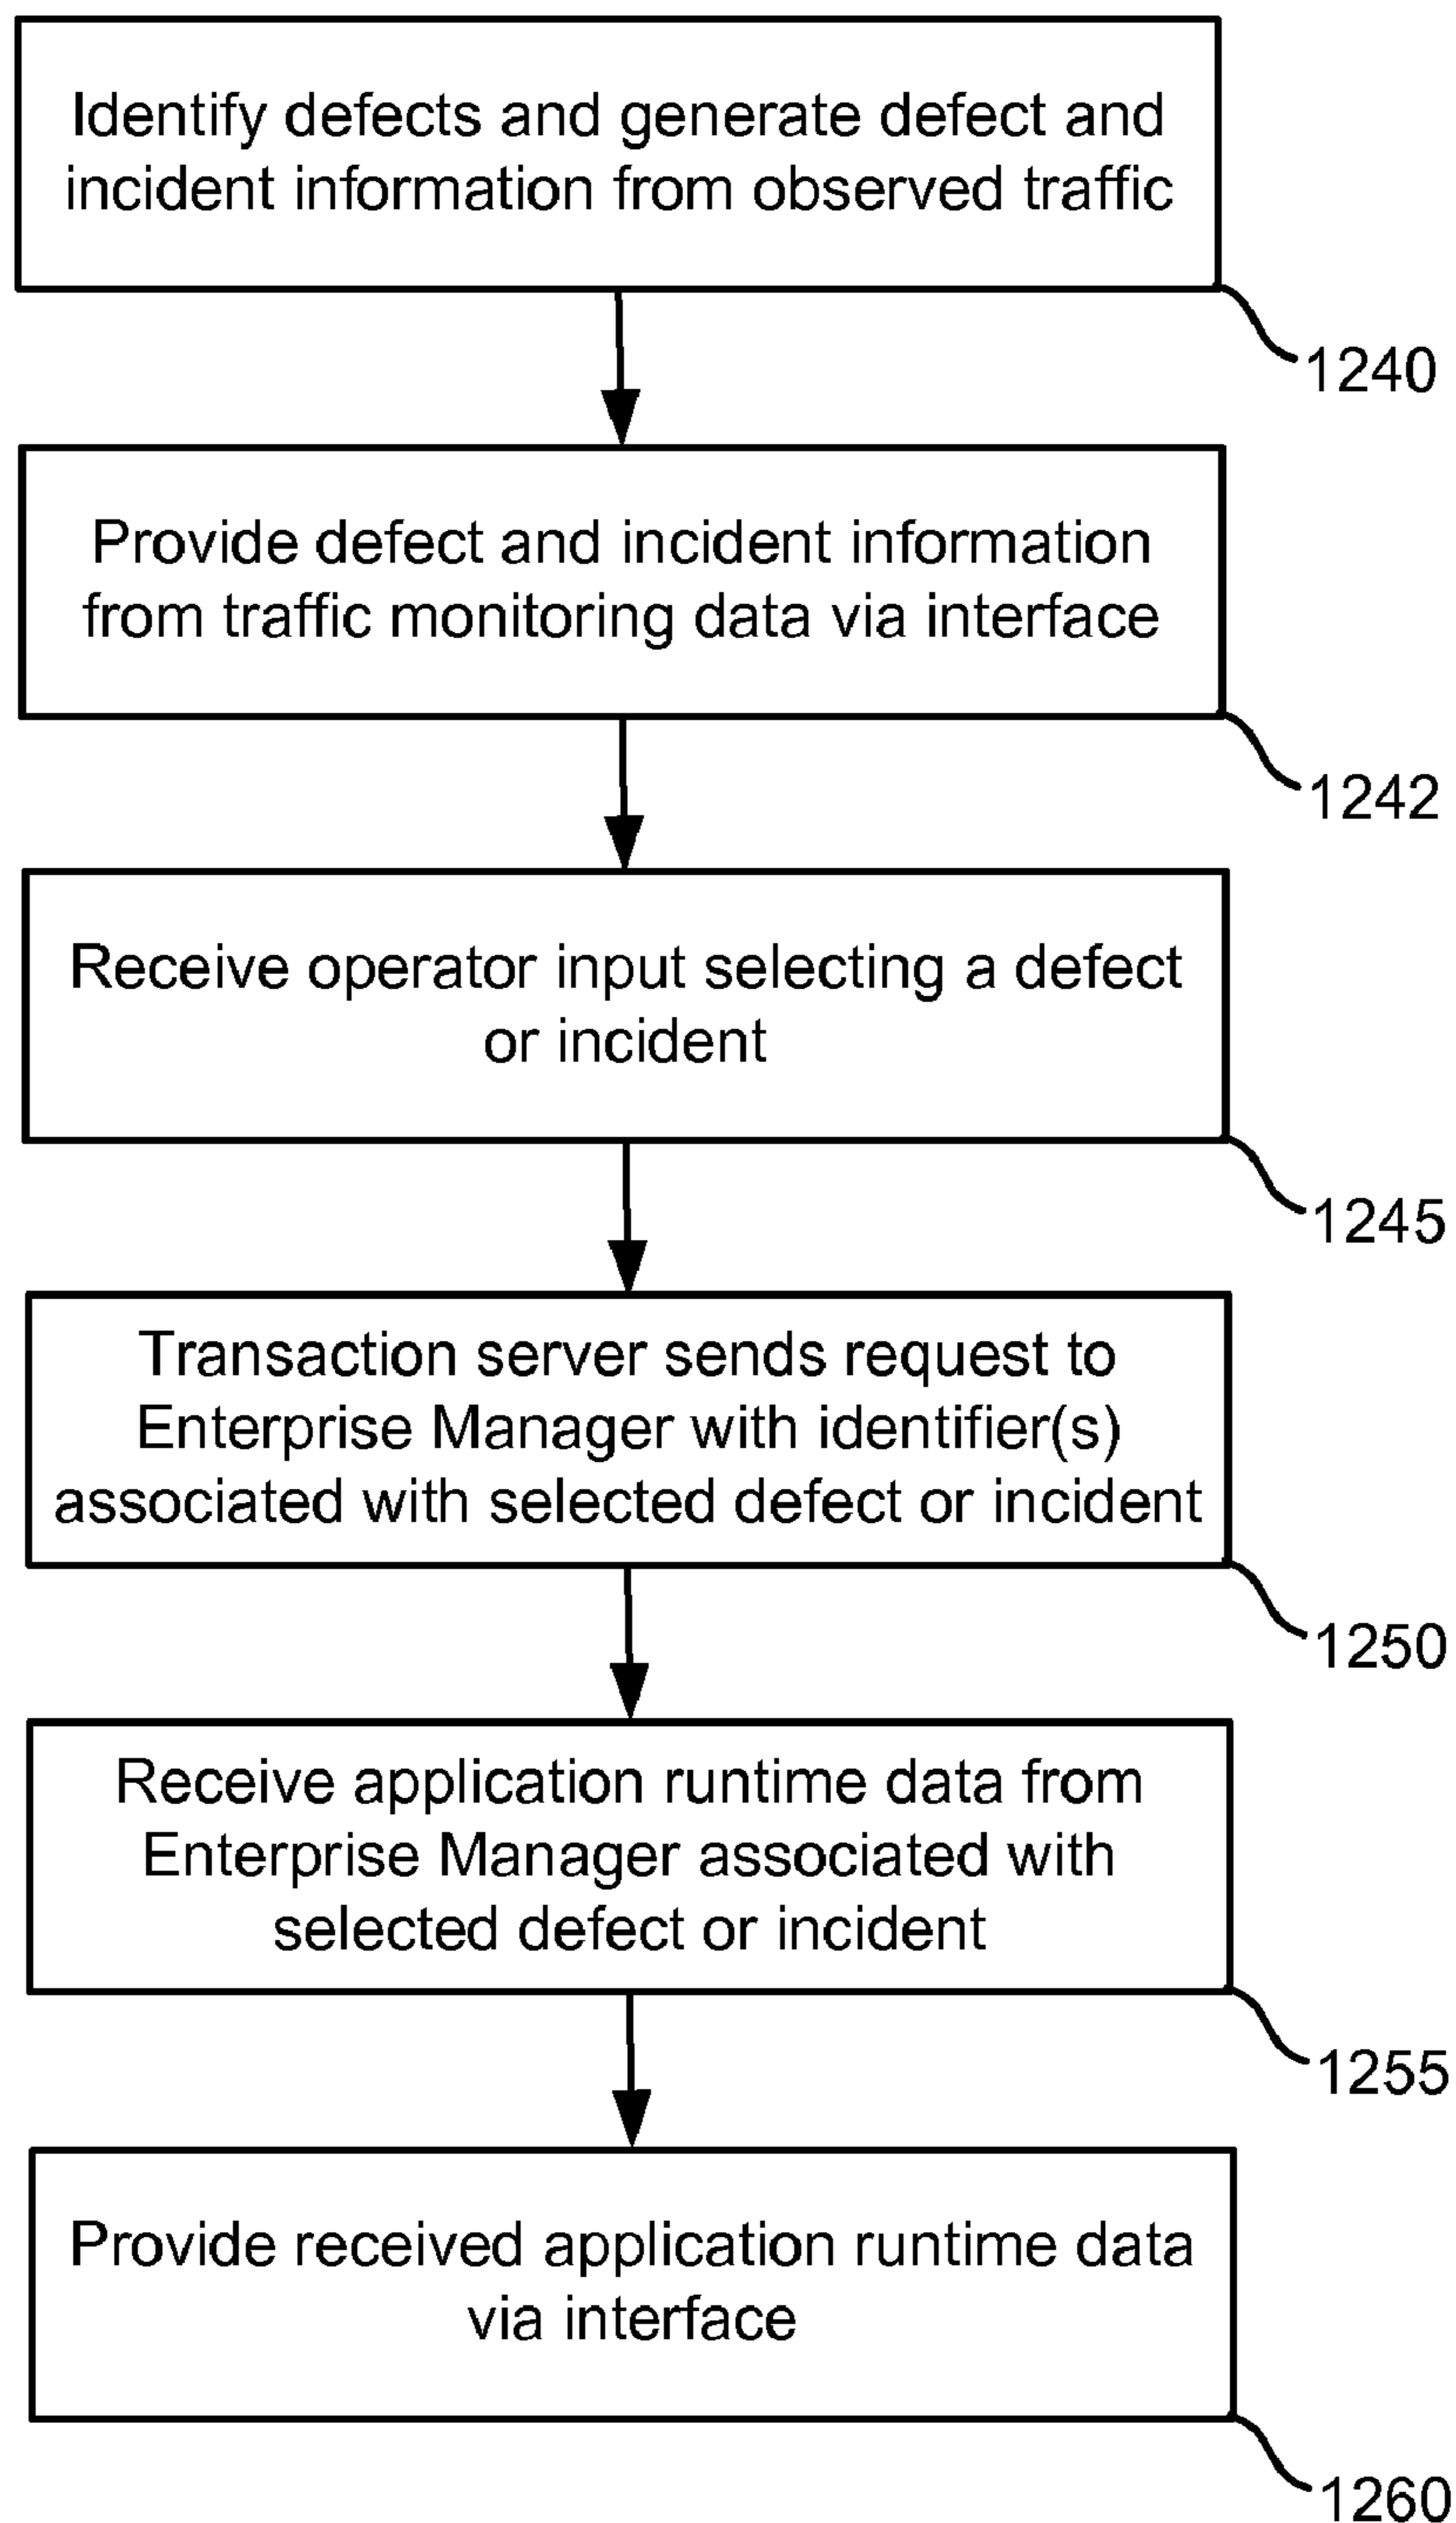 Identify defects and generate defect and
incident information from observed traffic
1240
Provide defect and incident information
from traffic monitoring data via interface
1242
Receive operator input selecting a defect
or incident
1245
Transaction server sends request to
Enterprise Manager with identifier(s)
associated with selected defect or incident
1250
Receive application runtime data from
Enterprise Manager associated with
selected defect or incident
1255
Provide received application runtime data
via interface
1260